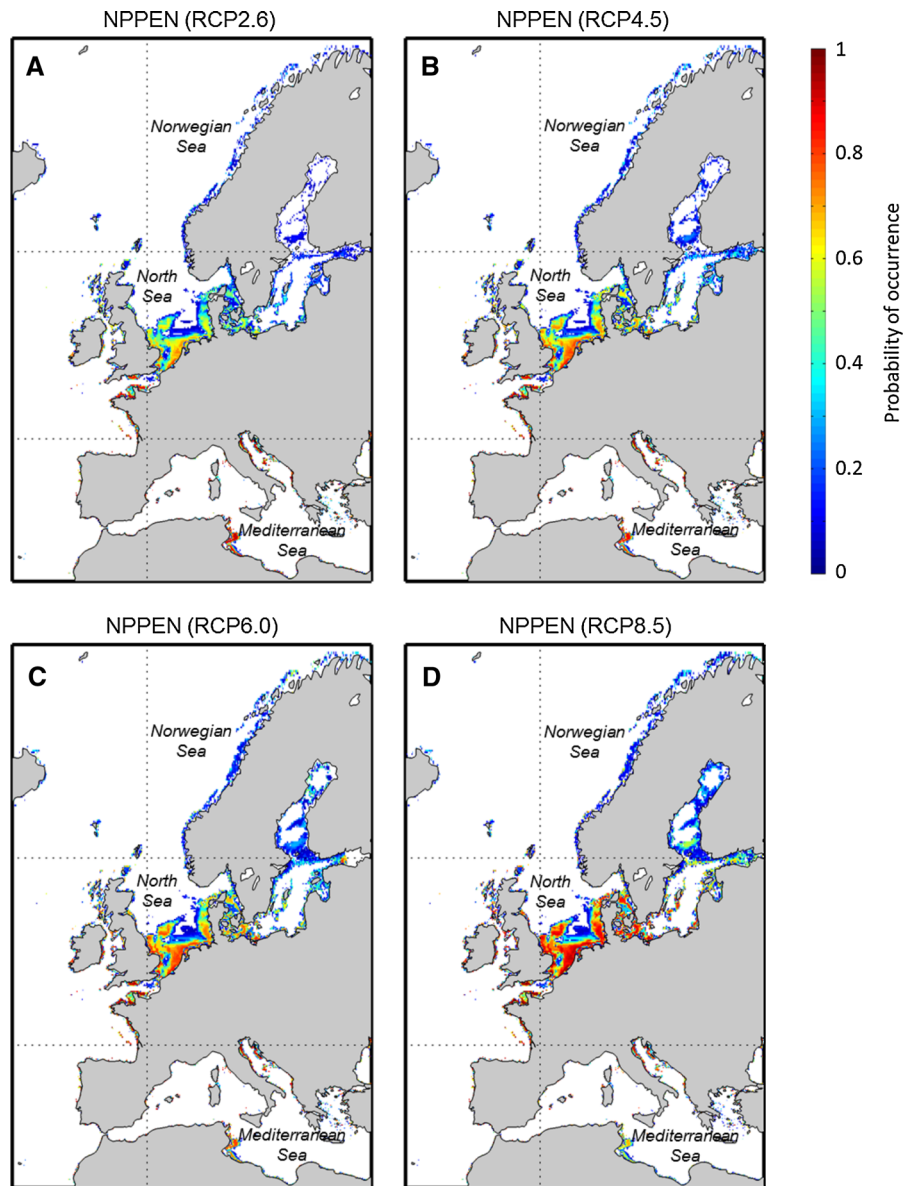 NPPEN (RCP2.6)
NPPEN (RCP4.5)
A
Norwegian
Sea
North
Sea
Mediterranean
Sea
B
Norwegian
Sea
North
Sea
Mediterranean
Sea
1
0.8
0.6
0.4
0.2
0
Probability of occurrence
NPPEN (RCP6.0)
NPPEN (RCP8.5)
C
Norwegian
Sea
North
Sea
Mediterranean
Sea
D
Norwegian
Sea
North
Sea
Mediterranean
Sea